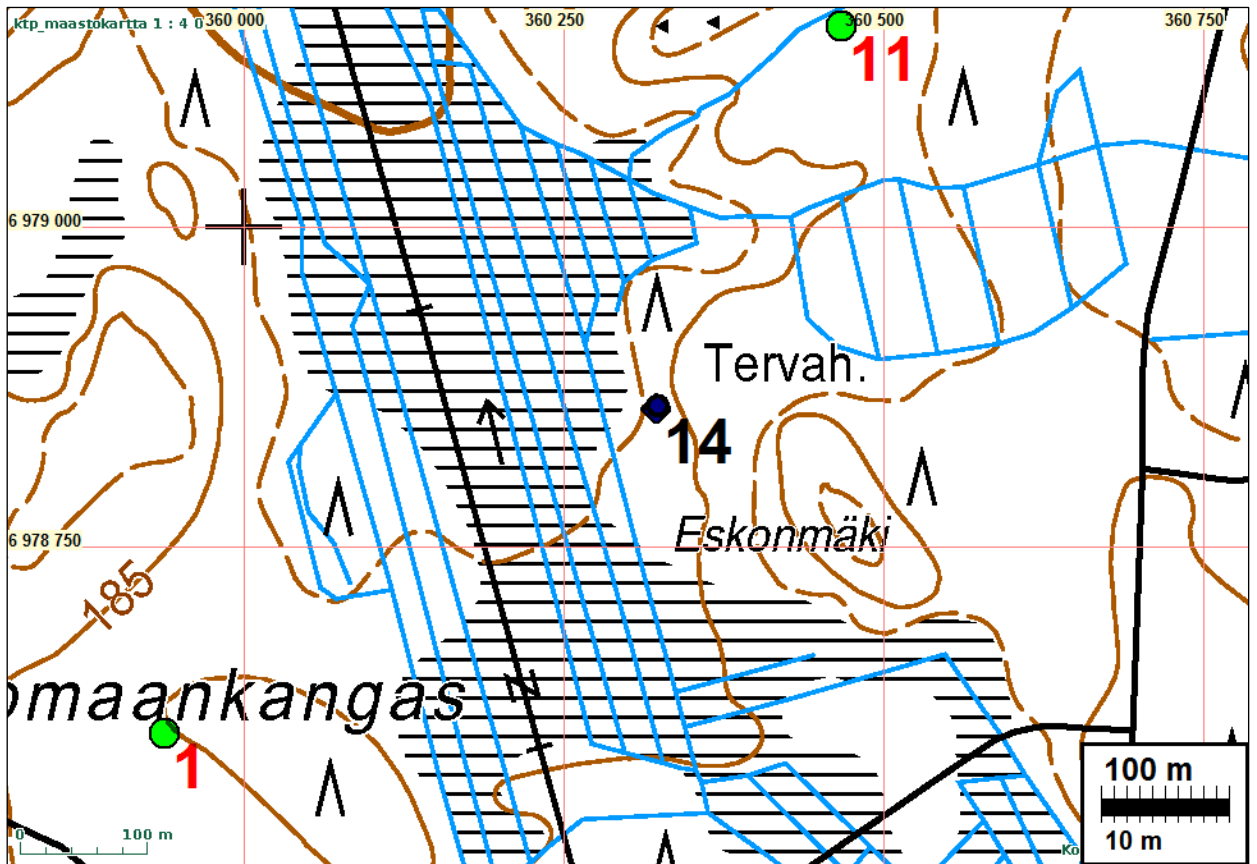 ktp_maastokartta 1 : 4 0
360 000
360 250
360 500
360 750
11
6 979 000
Tervah.
14
Eskonmäki
6 978 750
185
omaankangas
1
100 m
10 m
0 100 m
Ko